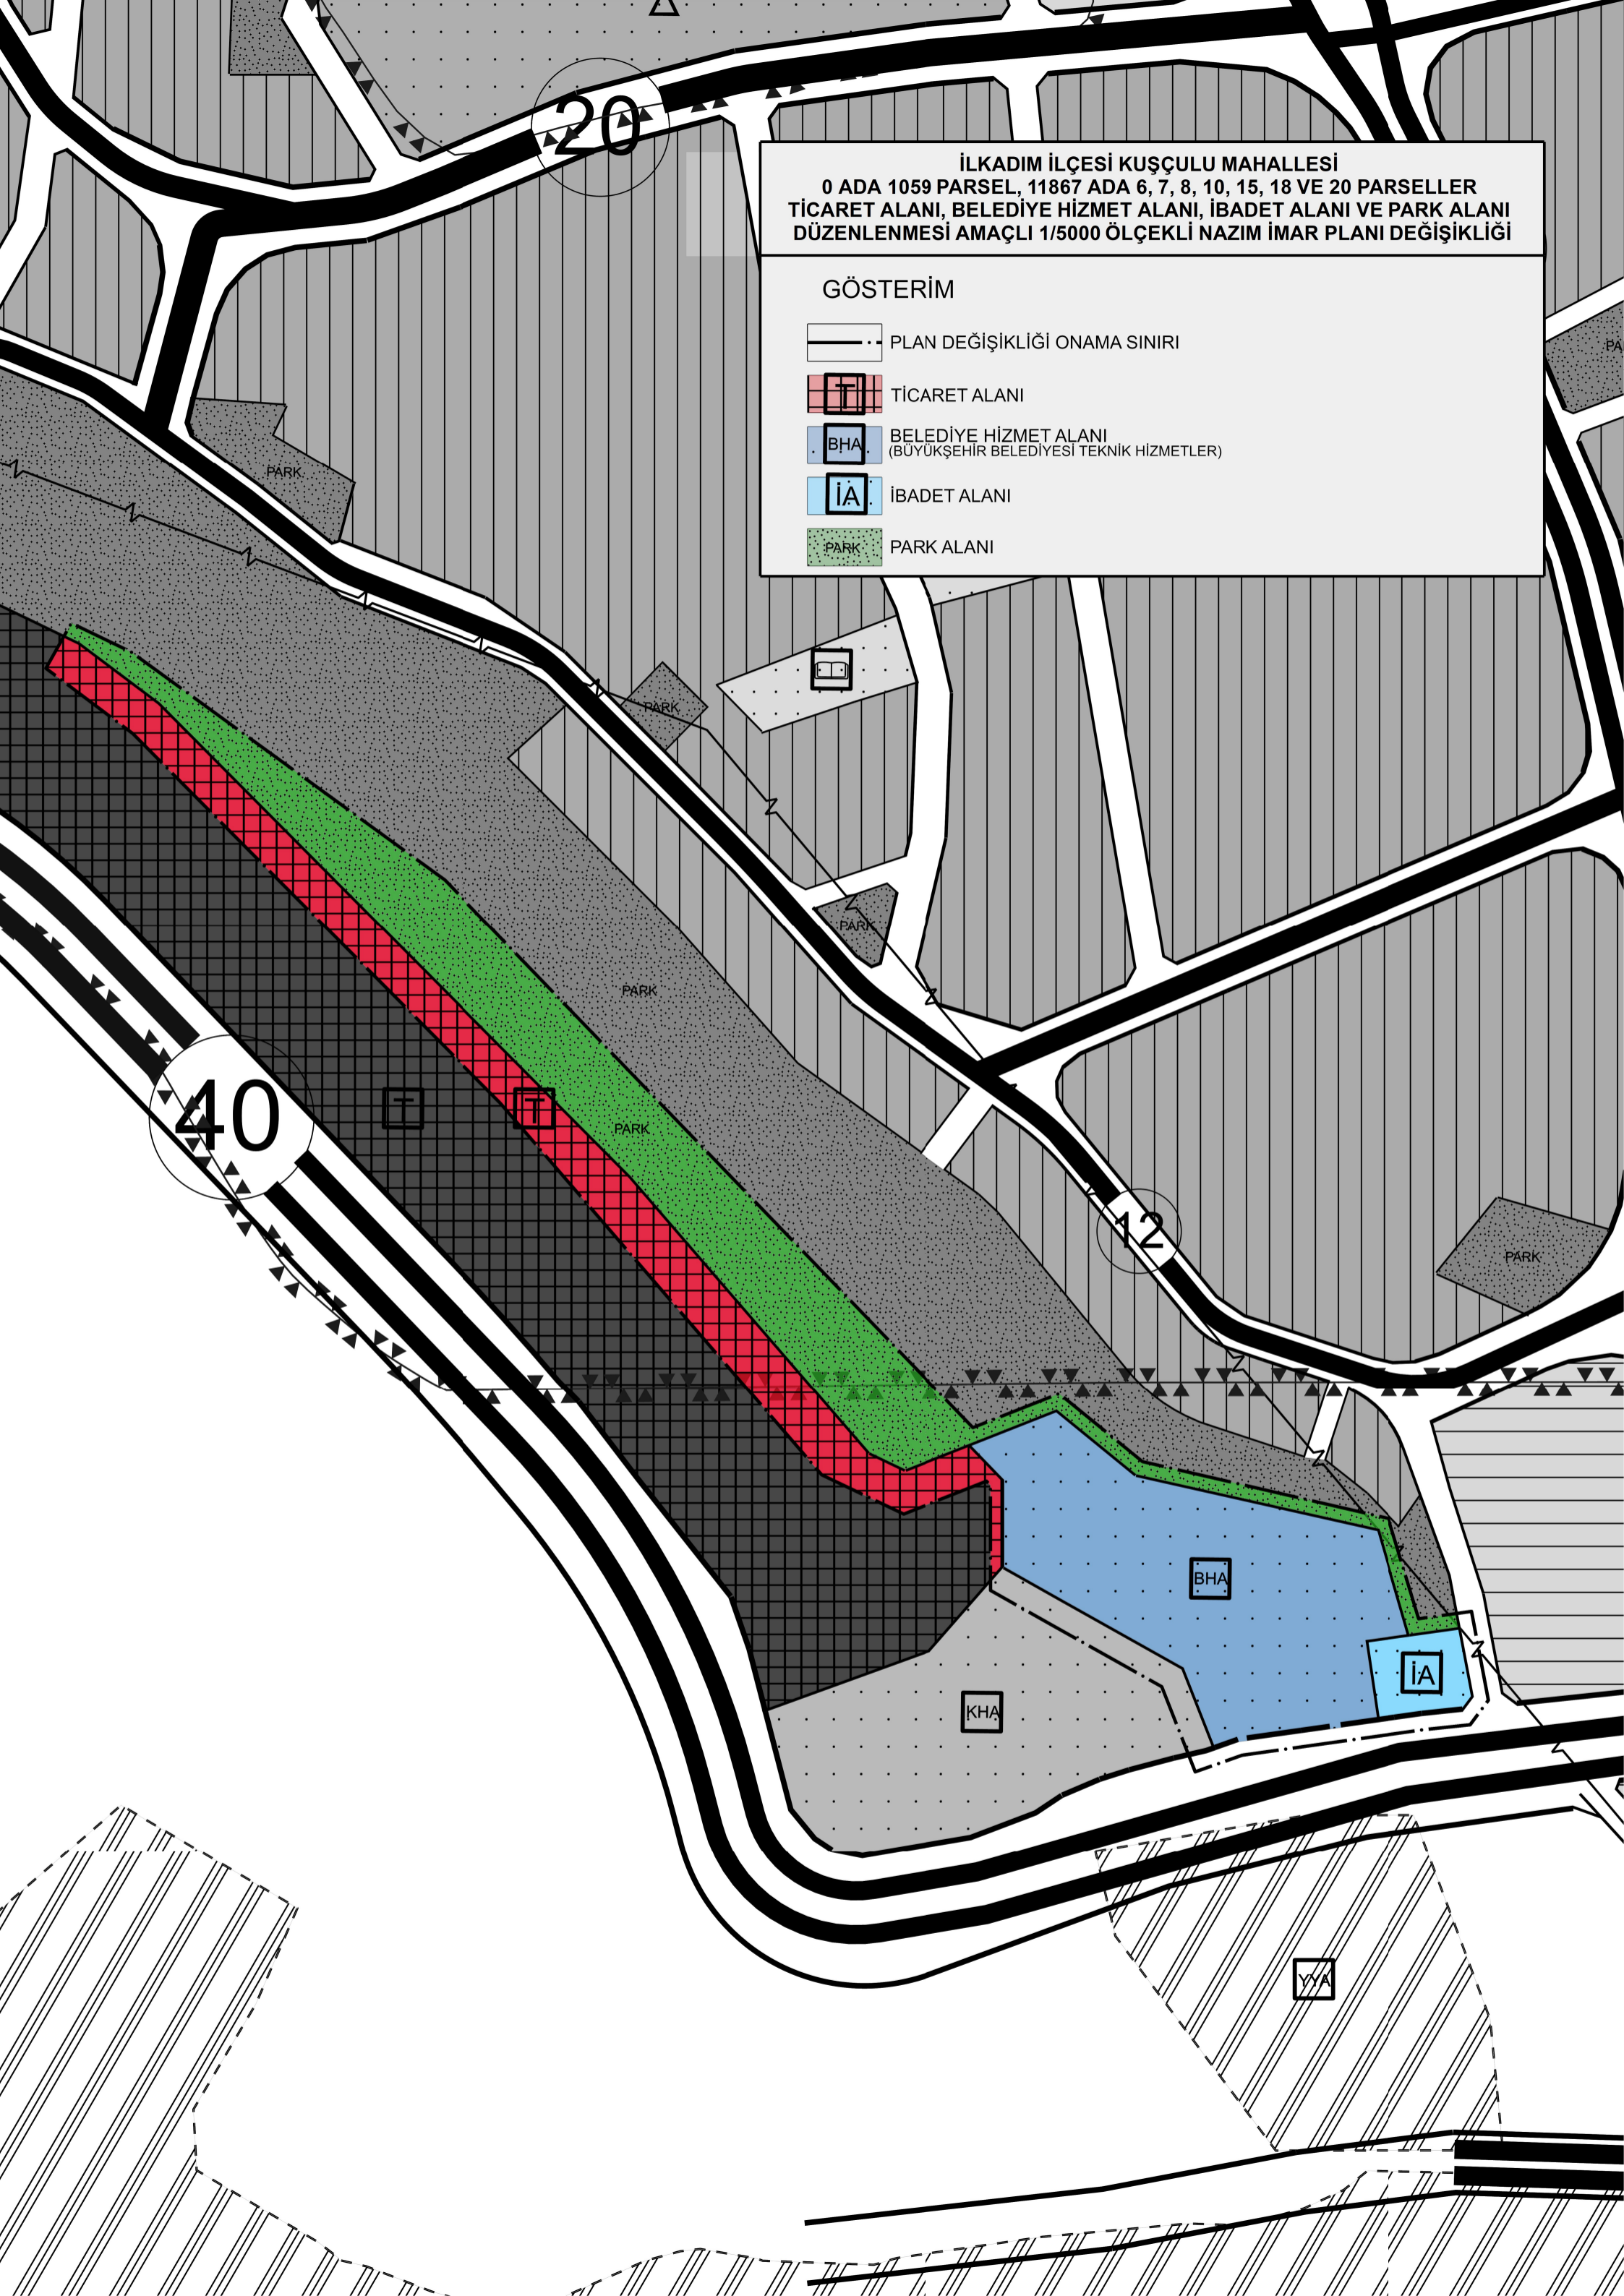 20
İLKADIM İLÇESİ KUŞÇULU MAHALLESİ
0 ADA 1059 PARSEL, 11867 ADA 6, 7, 8, 10, 15, 18 VE 20 PARSELLER
TİCARET ALANI, BELEDİYE HİZMET ALANI, İBADET ALANI VE PARK ALANI
DÜZENLENMESİ AMAÇLI 1/5000 ÖLÇEKLİ NAZIM İMAR PLANI DEĞİŞİKLİĞİ
GÖSTERİM
PLAN DEĞİŞİKLİĞİ ONAMA SINIRI
T TİCARET ALANI
BHA BELEDİYE HİZMET ALANI
(BÜYÜKŞEHİR BELEDİYESİ TEKNİK HİZMETLER)
İA İBADET ALANI
PARK PARK ALANI
PA
PARK
PARK
PARK
PARK
40
T
T
PARK
12
PARK
BHA
İA
KHA
YYA